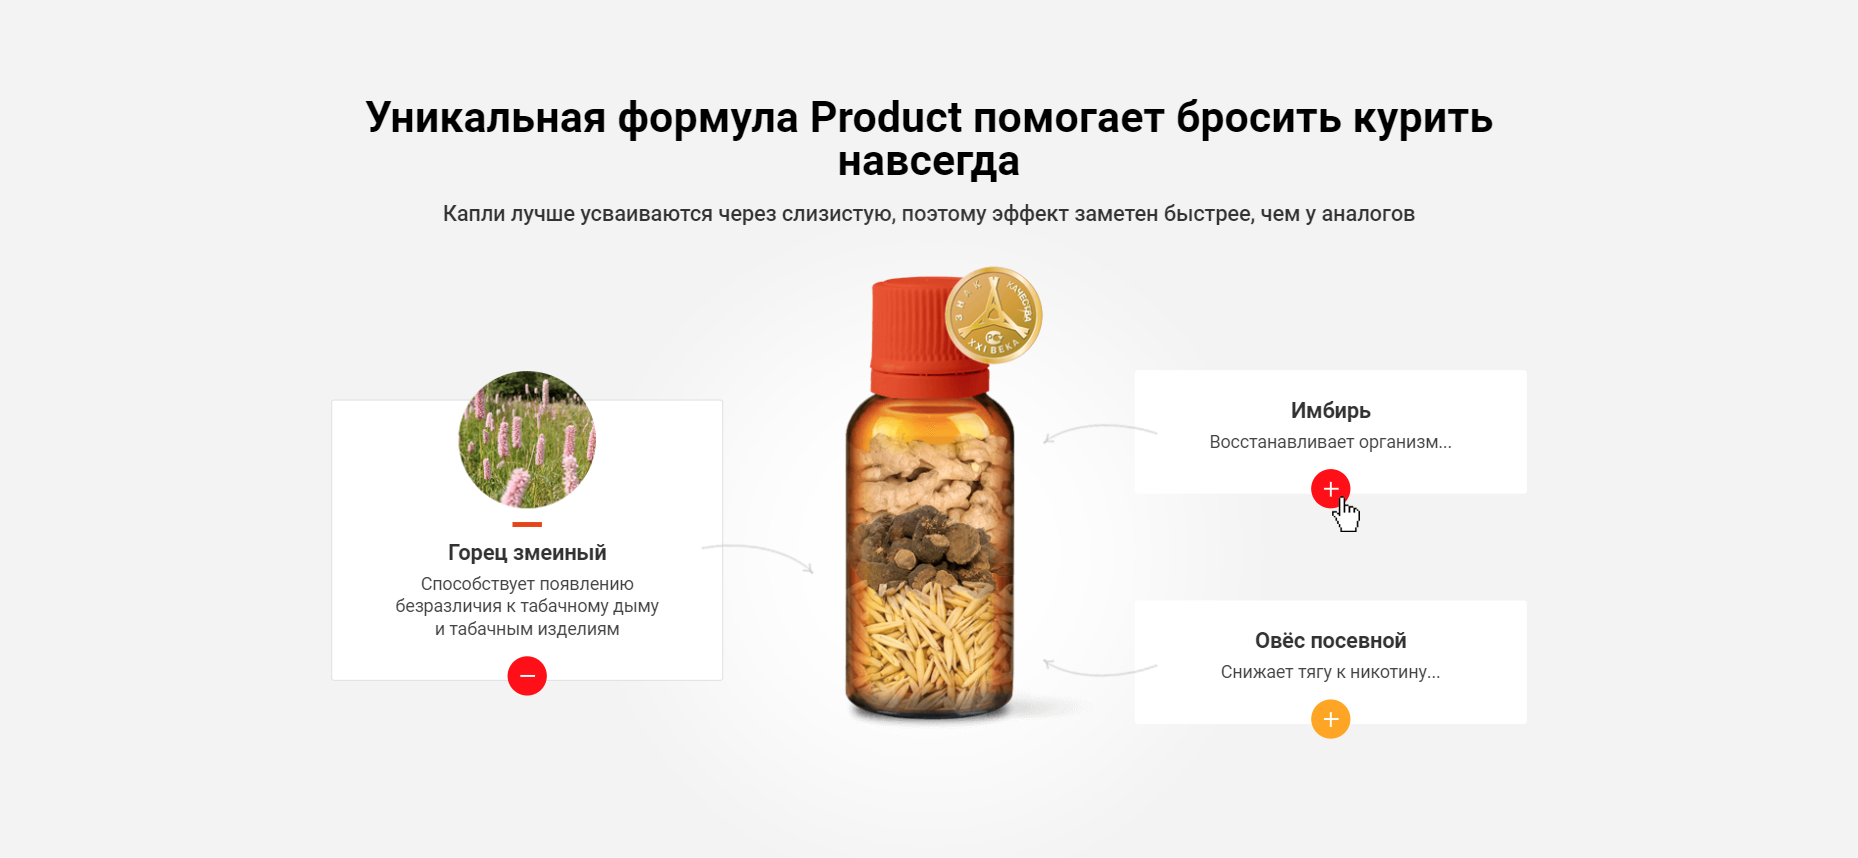 Уникальная формула Product помогает бросить курить
навсегда
Капли лучше усваиваются через слизистую, поэтому эффект заметен быстрее, чем у аналогов
ЗНАК КАЧЕСТВА
РСТ
XXI ВЕКА
Горец змеиный
Способствует появлению
безразличия к табачному дыму
и табачным изделиям
Имбирь
Восстанавливает организм...
Овёс посевной
Снижает тягу к никотину...